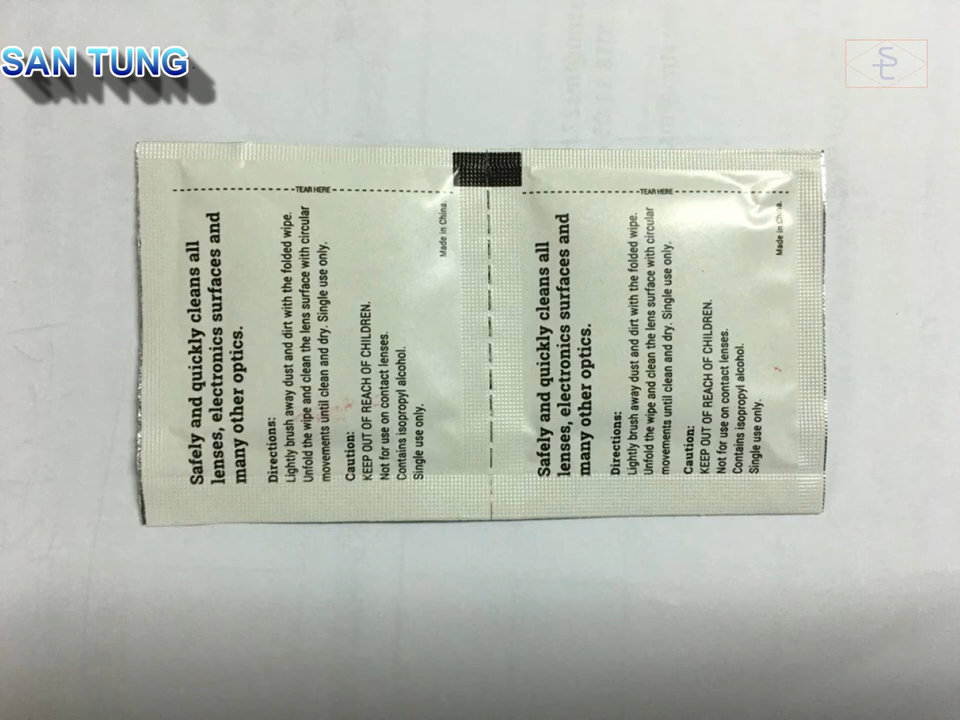 SAN TUNG
TEAR HERE
Safely and quickly cleans all
lenses, electronics surfaces and
many other optics.
Directions:
Lightly brush away dust and dirt with the folded wipe.
Unfold the wipe and clean the lens surface with circular
movements until clean and dry. Single use only.
Caution:
KEEP OUT OF REACH OF CHILDREN.
Not for use on contact lenses.
Contains isopropyl alcohol.
Single use only.
Made in China.
TEAR HERE
Safely and quickly cleans all
lenses, electronics surfaces and
many other optics.
Directions:
Lightly brush away dust and dirt with the folded wipe.
Unfold the wipe and clean the lens surface with circular
movements until clean and dry. Single use only.
Caution:
KEEP OUT OF REACH OF CHILDREN.
Not for use on contact lenses.
Contains isopropyl alcohol.
Single use only.
Made in China.